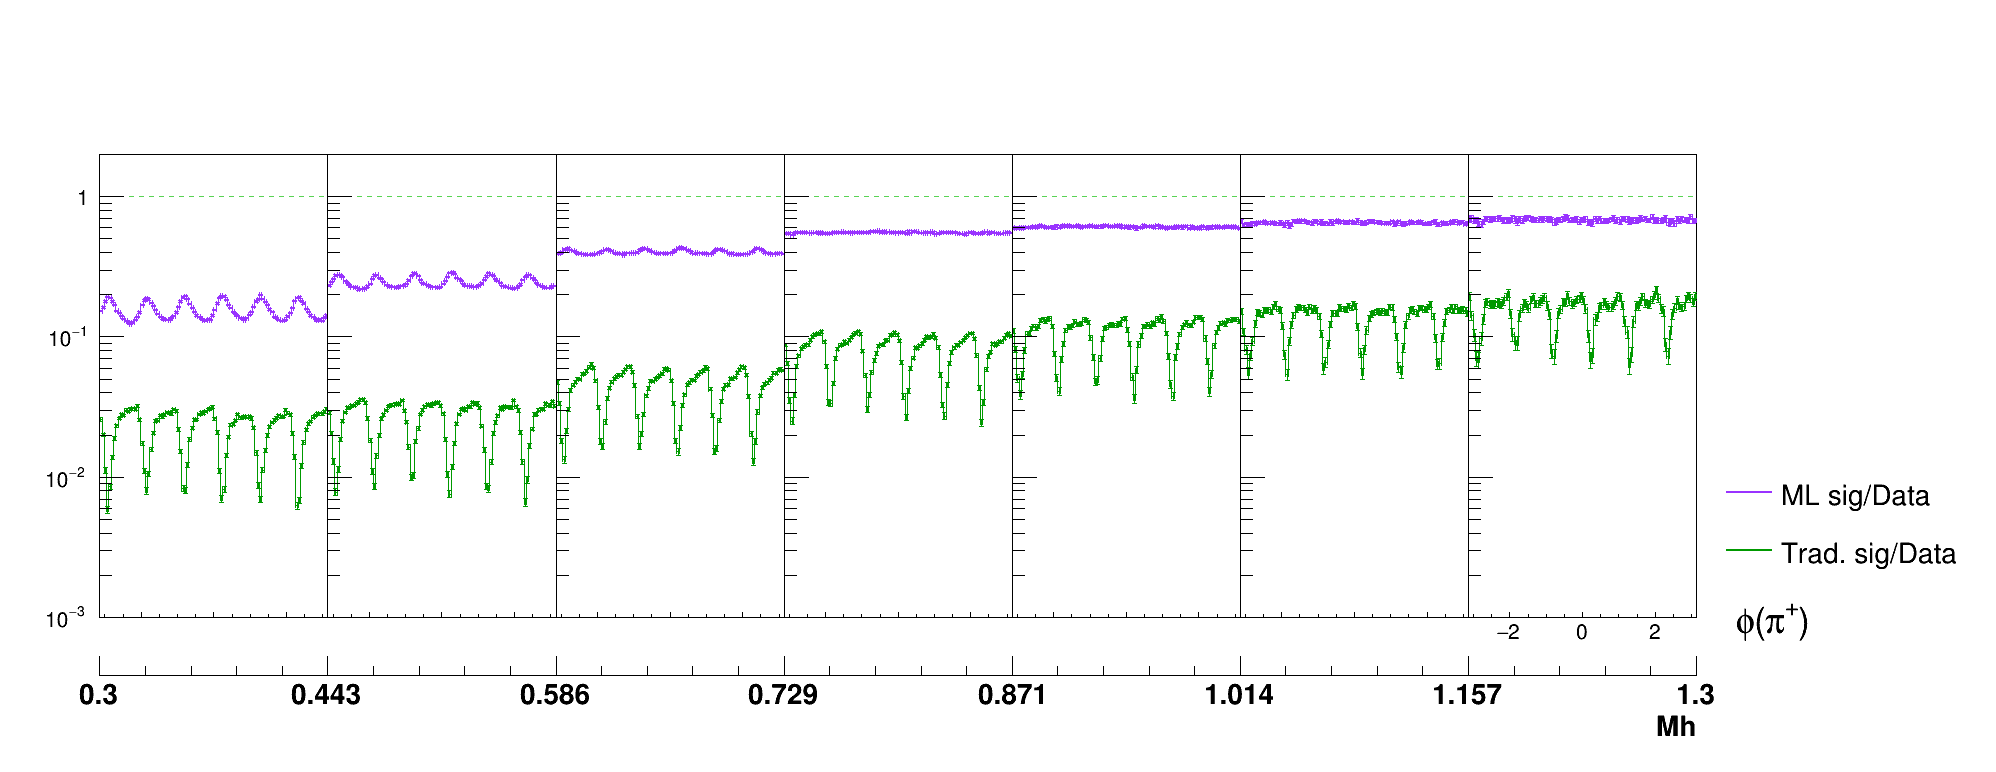 1
10⁻¹
10⁻²
10⁻³
ML sig/Data
Trad. sig/Data
−2 0 2
ϕ(π⁺)
0.3 0.443 0.586 0.729 0.871 1.014 1.157 1.3
Mh